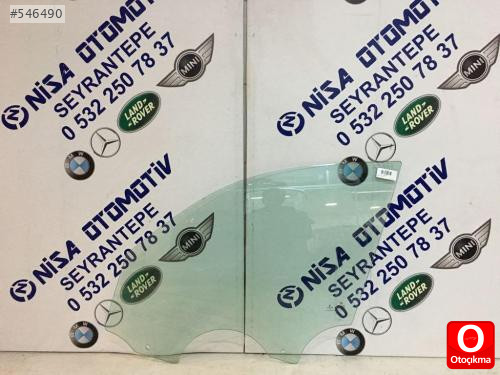 #546490
NİSA OTOMOTİV
SEYRANTEPE
0 532 250 78 37
MINI
LAND-
ROVER
BMW
NİSA OTOMOTİV
SEYRANTEPE
0 532 250 78 37
MINI
LAND-
ROVER
BMW
NİSA OTOMOTİV
SEYRANTEPE
0 532 250 78 37
MINI
LAND-
ROVER
BMW
NİSA OTOMOTİV
SEYRANTEPE
0 532 250 78 37
MINI
LAND-
ROVER
BMW
O
Otoçıkma